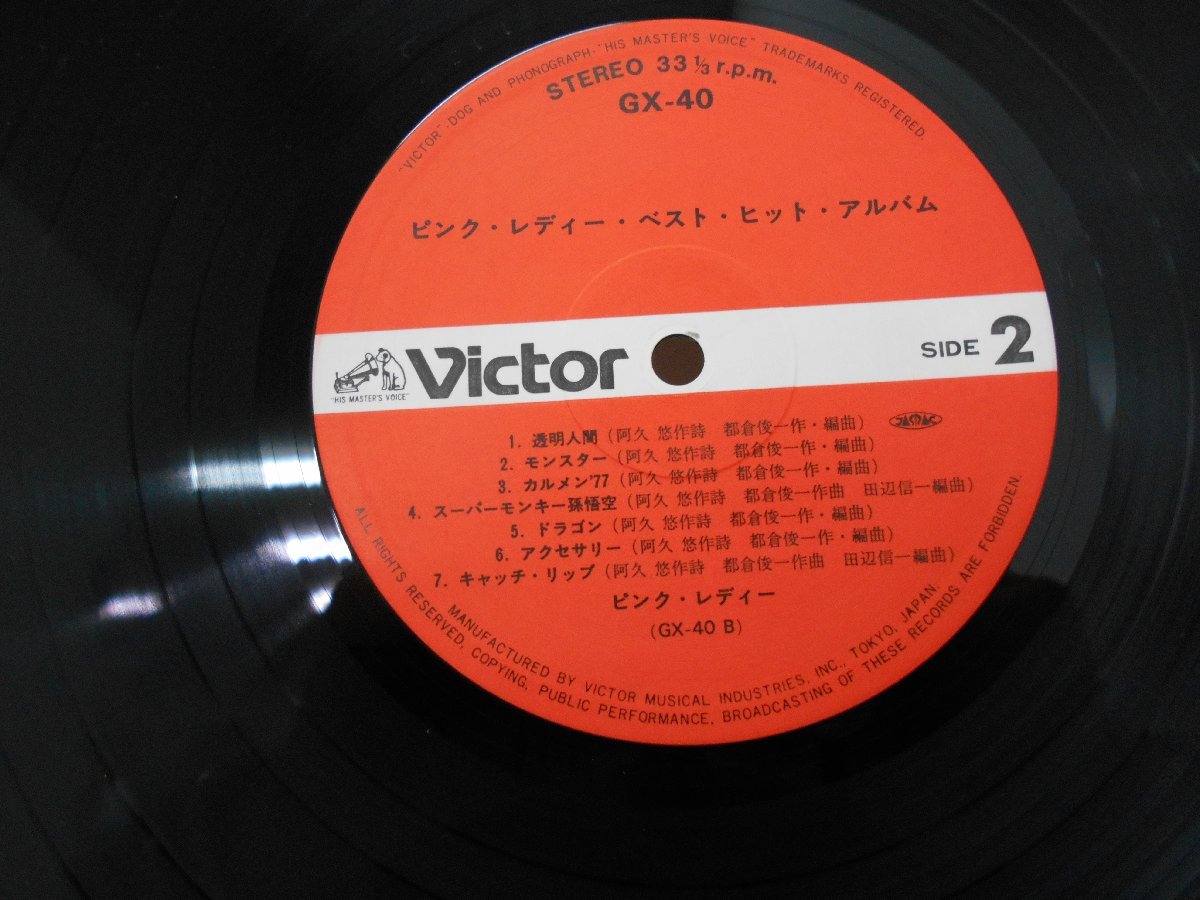 "VICTOR"-DOG AND PHONOGRAPH-"HIS MASTER'S VOICE" TRADEMARKS REGISTERED.
STEREO 33 1/3 r.p.m.
GX-40
ピンク・レディー・ベスト・ヒット・アルバム
"HIS MASTER'S VOICE"
Victor
SIDE 2
1. 透明人間(阿久 悠作詩 都倉俊一作・編曲) JASRAC
2. モンスター(阿久 悠作詩 都倉俊一作・編曲)
3. カルメン'77(阿久 悠作詩 都倉俊一作・編曲)
4. スーパーモンキー孫悟空(阿久 悠作詩 都倉俊一作曲 田辺信一編曲)
5. ドラゴン(阿久 悠作詩 都倉俊一作・編曲)
6. アクセサリー(阿久 悠作詩 都倉俊一作・編曲)
7. キャッチ・リップ(阿久 悠作詩 都倉俊一作曲 田辺信一編曲)
ピンク・レディー
(GX-40 B)
MANUFACTURED BY VICTOR MUSICAL INDUSTRIES, INC., TOKYO, JAPAN.
ALL RIGHTS RESERVED, COPYING, PUBLIC PERFORMANCE, BROADCASTING OF THESE RECORDS ARE FORBIDDEN.